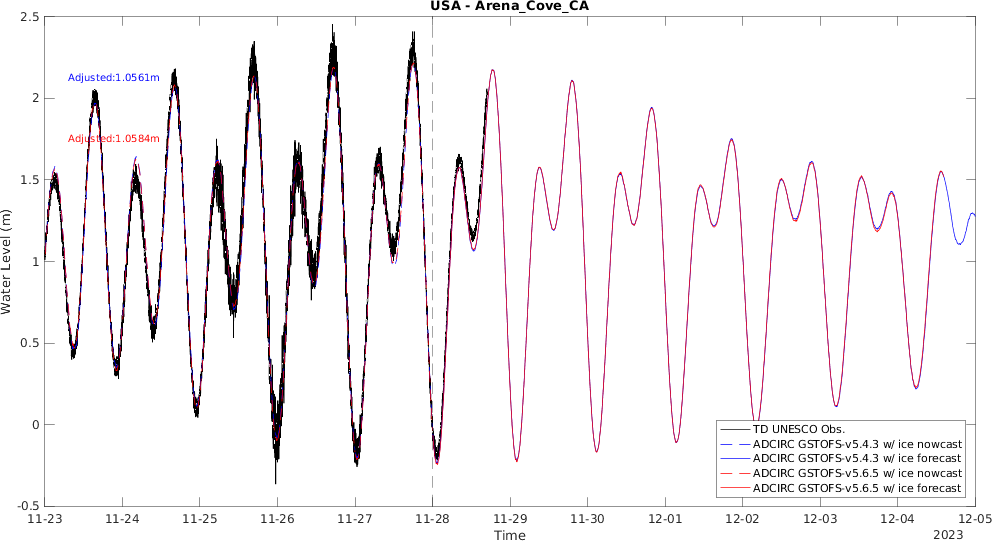 USA - Arena_Cove_CA
2.5
2
1.5
1
0.5
0
-0.5
Water Level (m)
Adjusted:1.0561m
Adjusted:1.0584m
TD UNESCO Obs.
ADCIRC GSTOFS-v5.4.3 w/ ice nowcast
ADCIRC GSTOFS-v5.4.3 w/ ice forecast
ADCIRC GSTOFS-v5.6.5 w/ ice nowcast
ADCIRC GSTOFS-v5.6.5 w/ ice forecast
11-23 11-24 11-25 11-26 11-27 11-28 11-29 11-30 12-01 12-02 12-03 12-04 12-05
Time
2023